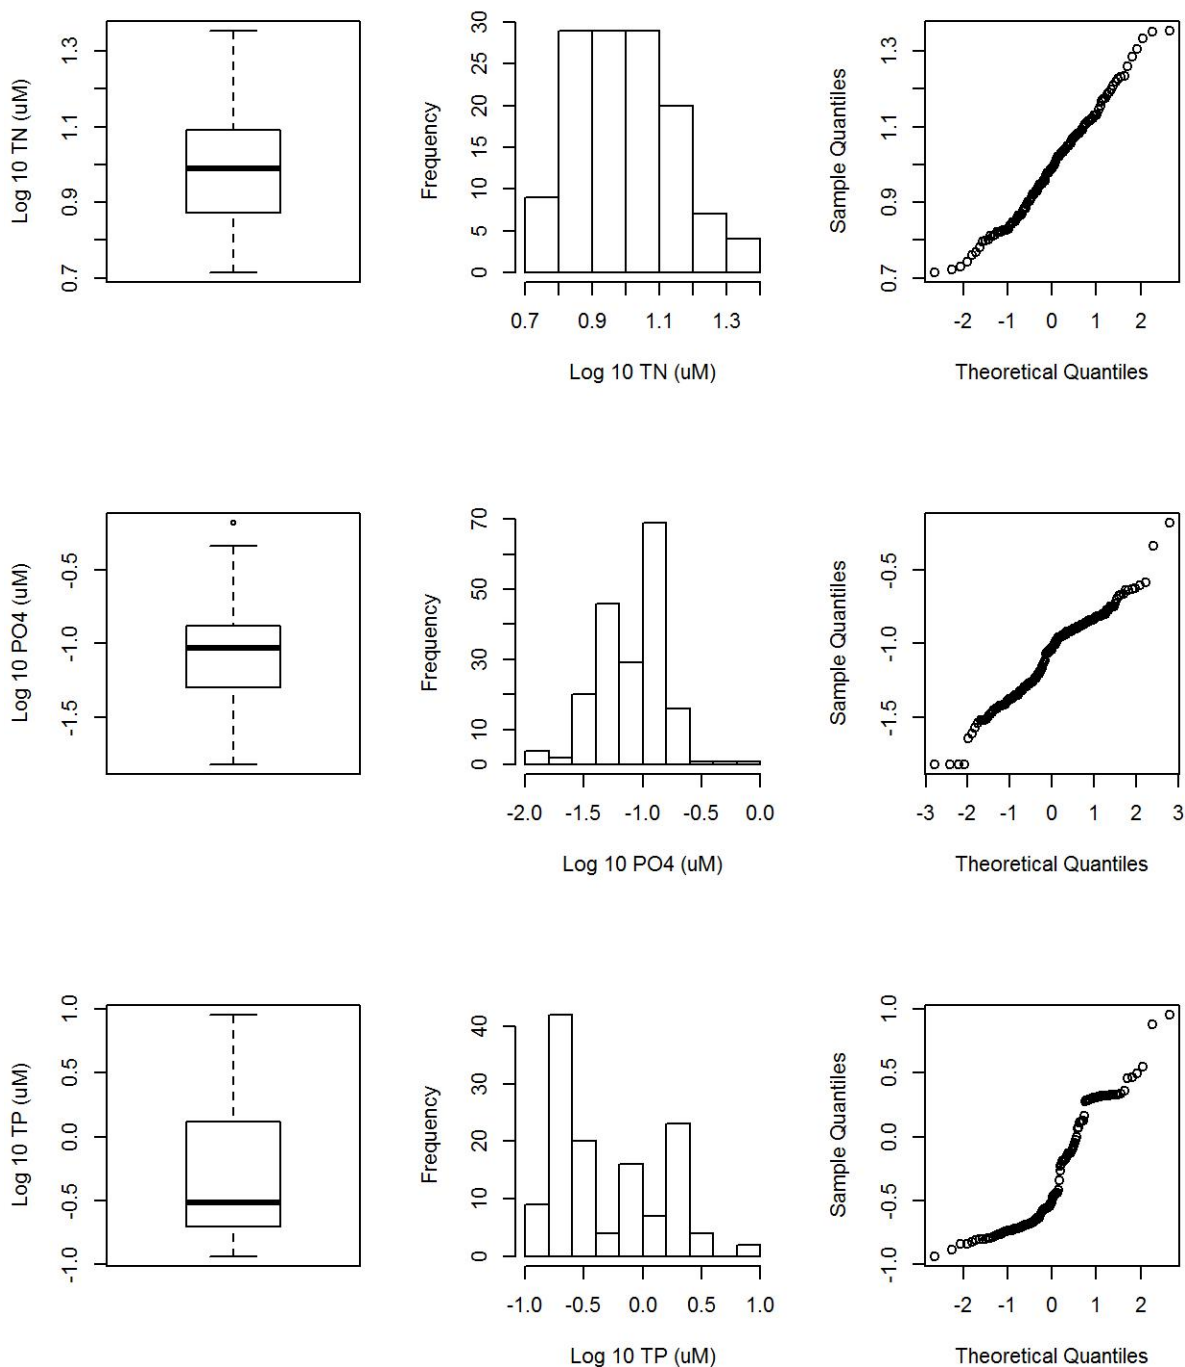 Log 10 TN (uM)
0.7 0.9 1.1 1.3
Frequency
0 5 10 15 20 25 30
0.7 0.9 1.1 1.3
Log 10 TN (uM)
Sample Quantiles
0.7 0.9 1.1 1.3
-2 -1 0 1 2
Theoretical Quantiles
Log 10 PO4 (uM)
-1.5 -1.0 -0.5
Frequency
0 10 30 50 70
-2.0 -1.5 -1.0 -0.5 0.0
Log 10 PO4 (uM)
Sample Quantiles
-1.5 -1.0 -0.5
-3 -2 -1 0 1 2 3
Theoretical Quantiles
Log 10 TP (uM)
-1.0 -0.5 0.0 0.5 1.0
Frequency
0 10 20 30 40
-1.0 -0.5 0.0 0.5 1.0
Log 10 TP (uM)
Sample Quantiles
-1.0 -0.5 0.0 0.5 1.0
-2 -1 0 1 2
Theoretical Quantiles